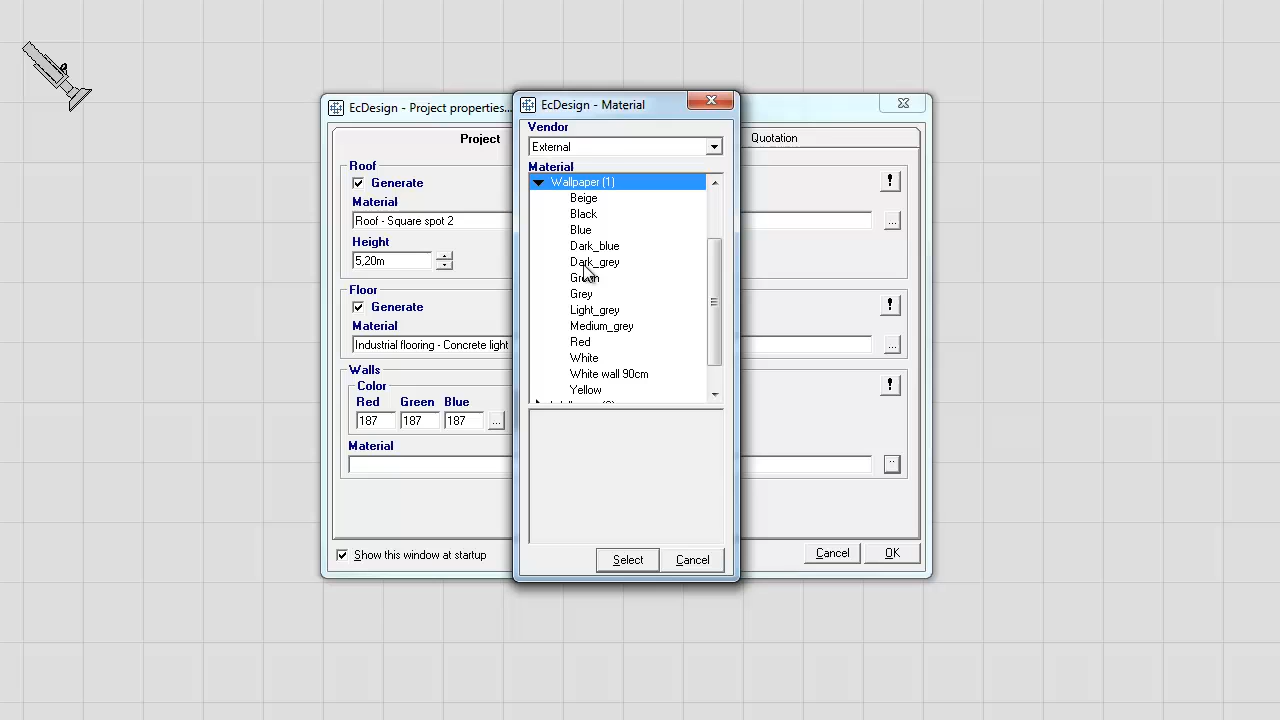 EcDesign - Project properties...
Project
Quotation
Roof
Generate
Material
Roof - Square spot 2
...
Height
5,20m
Floor
Generate
Material
Industrial flooring - Concrete light
...
Walls
Color
Red Green Blue
187 187 187 ...
Material
Show this window at startup
Cancel OK
EcDesign - Material
Vendor
External
Material
Wallpaper (1)
Beige
Black
Blue
Dark_blue
Dark_grey
Green
Grey
Light_grey
Medium_grey
Red
White
White wall 90cm
Yellow
Select Cancel